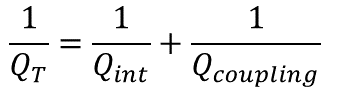 1/Q_T = 1/Q_int + 1/Q_coupling